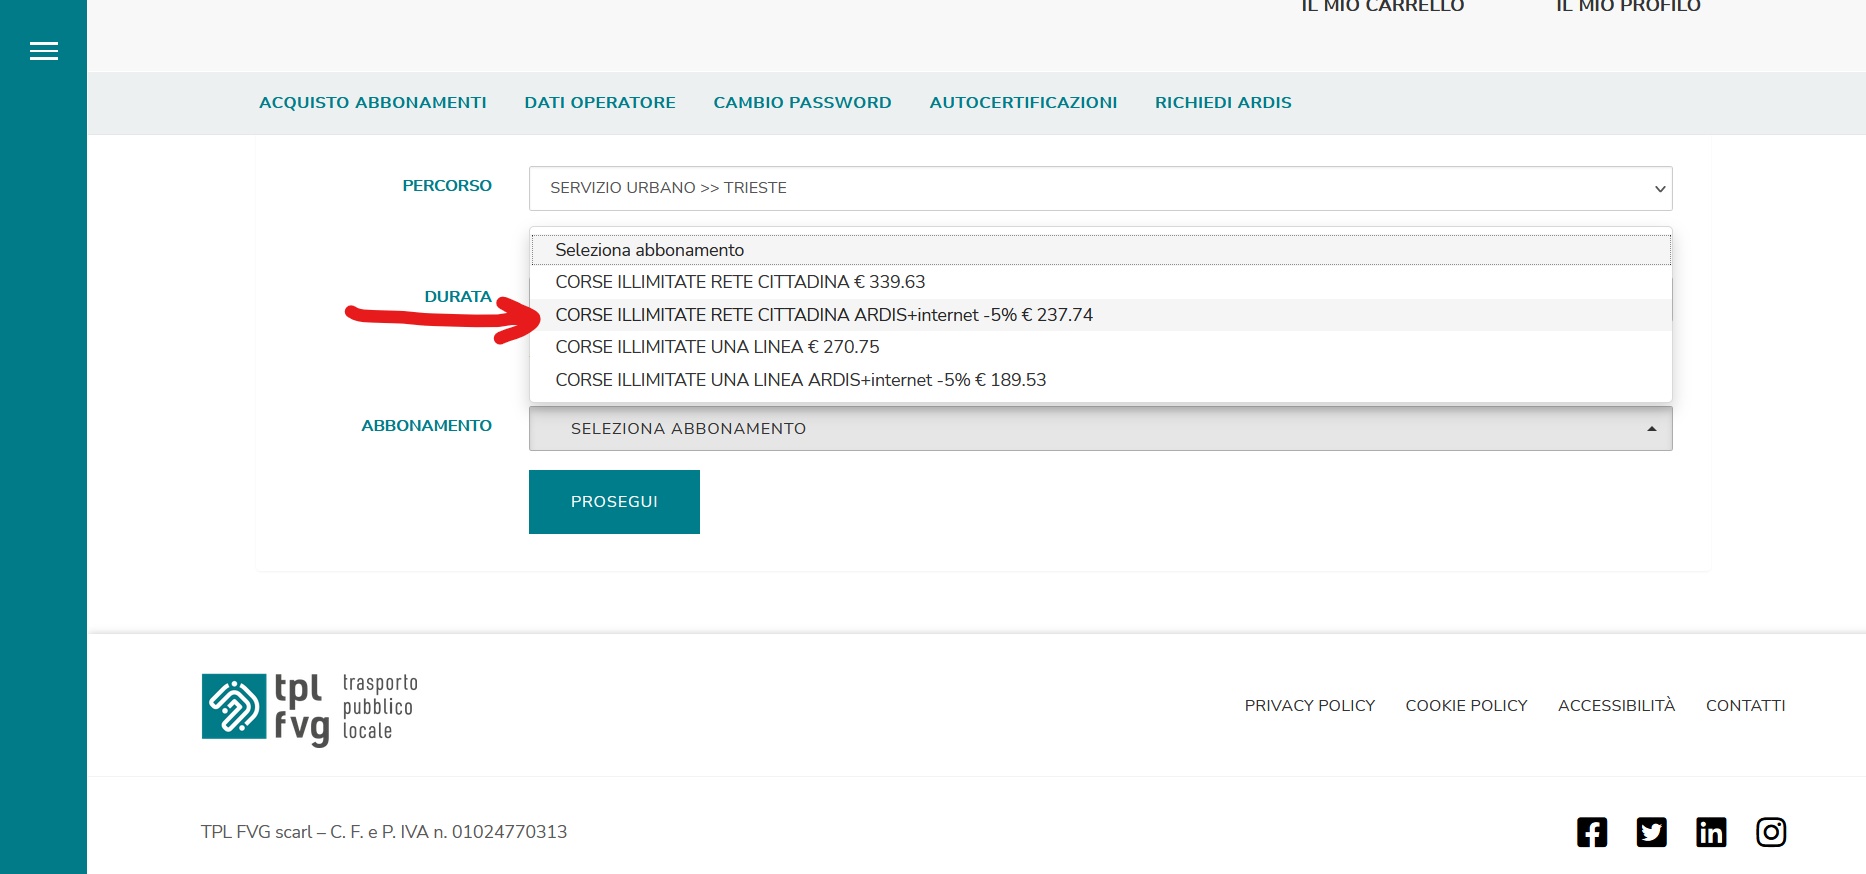 IL MIO CARRELLO IL MIO PROFILO
ACQUISTO ABBONAMENTI DATI OPERATORE CAMBIO PASSWORD AUTOCERTIFICAZIONI RICHIEDI ARDIS
PERCORSO SERVIZIO URBANO >> TRIESTE
Seleziona abbonamento
CORSE ILLIMITATE RETE CITTADINA € 339.63
DURATA
CORSE ILLIMITATE RETE CITTADINA ARDIS+internet -5% € 237.74
CORSE ILLIMITATE UNA LINEA € 270.75
CORSE ILLIMITATE UNA LINEA ARDIS+internet -5% € 189.53
ABBONAMENTO SELEZIONA ABBONAMENTO
PROSEGUI
tpl fvg
trasporto
pubblico
locale
PRIVACY POLICY COOKIE POLICY ACCESSIBILITÀ CONTATTI
TPL FVG scarl – C. F. e P. IVA n. 01024770313